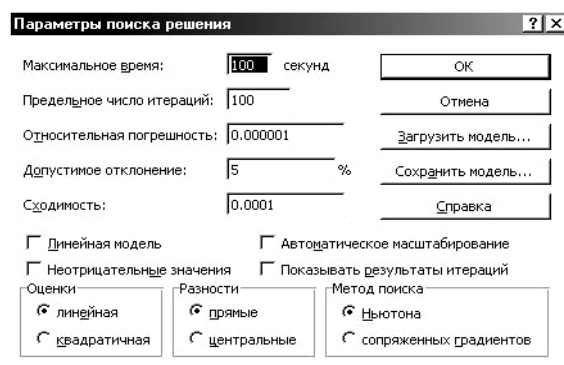 Параметры поиска решения
Максимальное время: 100 секунд
ОК
Предельное число итераций: 100
Отмена
Относительная погрешность: 0.000001
Загрузить модель...
Допустимое отклонение: 5 %
Сохранить модель...
Сходимость: 0.0001
Справка
Линейная модель
Автоматическое масштабирование
Неотрицательные значения
Показывать результаты итераций
Оценки
линейная
квадратичная
Разности
прямые
центральные
Метод поиска
Ньютона
сопряженных градиентов